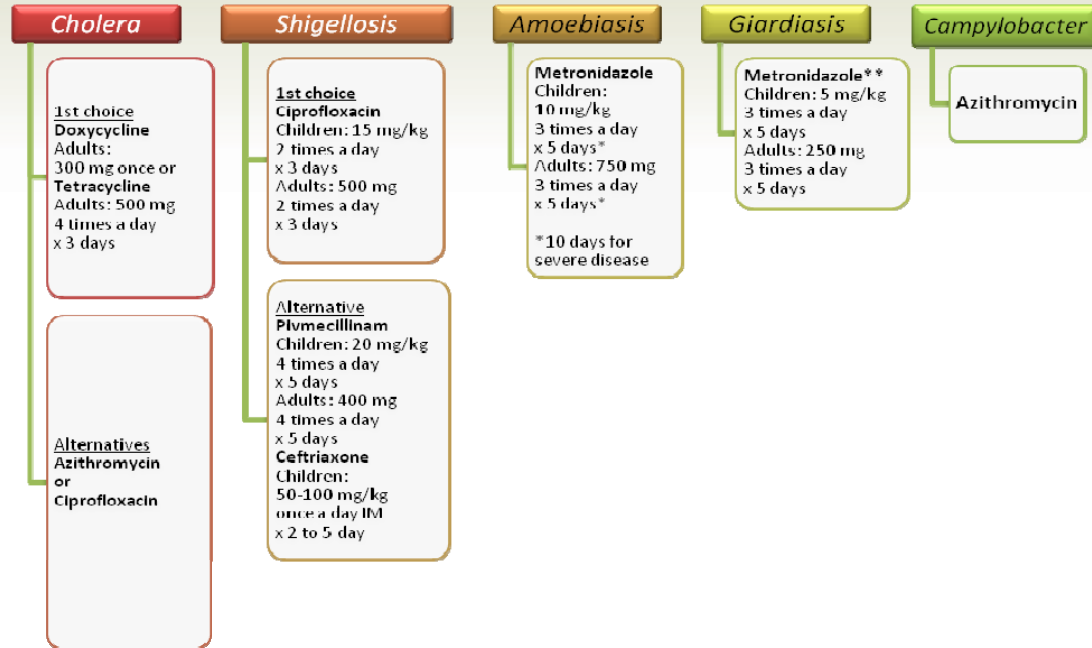 Cholera
1st choice
Doxycycline
Adults:
300 mg once or
Tetracycline
Adults: 500 mg
4 times a day
x 3 days
Alternatives
Azithromycin
or
Ciprofloxacin
Shigellosis
1st choice
Ciprofloxacin
Children: 15 mg/kg
2 times a day
x 3 days
Adults: 500 mg
2 times a day
x 3 days
Alternative
Pivmecillinam
Children: 20 mg/kg
4 times a day
x 5 days
Adults: 400 mg
4 times a day
x 5 days
Ceftriaxone
Children:
50-100 mg/kg
once a day IM
x 2 to 5 day
Amoebiasis
Metronidazole
Children:
10 mg/kg
3 times a day
x 5 days*
Adults: 750 mg
3 times a day
x 5 days*
*10 days for
severe disease
Giardiasis
Metronidazole**
Children: 5 mg/kg
3 times a day
x 5 days
Adults: 250 mg
3 times a day
x 5 days
Campylobacter
Azithromycin